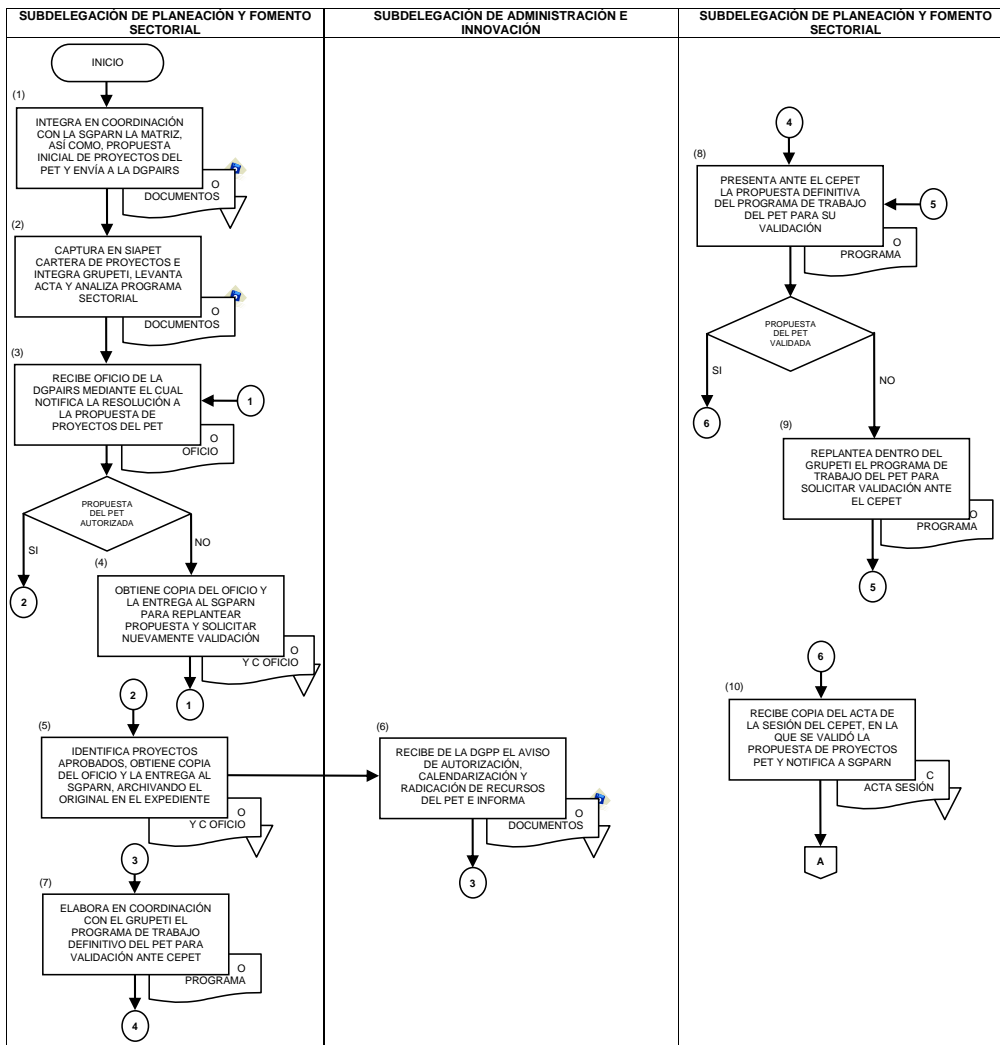 SUBDELEGACIÓN DE PLANEACIÓN Y FOMENTO
SECTORIAL
INICIO
(1)
INTEGRA EN COORDINACIÓN
CON LA SGPARN LA MATRIZ,
ASÍ COMO, PROPUESTA
INICIAL DE PROYECTOS DEL
PET Y ENVÍA A LA DGPAIRS
O
DOCUMENTOS
(2)
CAPTURA EN SIAPET
CARTERA DE PROYECTOS E
INTEGRA GRUPETI, LEVANTA
ACTA Y ANALIZA PROGRAMA
SECTORIAL
O
DOCUMENTOS
(3)
RECIBE OFICIO DE LA
DGPAIRS MEDIANTE EL CUAL
NOTIFICA LA RESOLUCIÓN A
LA PROPUESTA DE
PROYECTOS DEL PET
1
O
OFICIO
PROPUESTA
DEL PET
AUTORIZADA
SI
NO
2
(4)
OBTIENE COPIA DEL OFICIO Y
LA ENTREGA AL SGPARN
PARA REPLANTEAR
PROPUESTA Y SOLICITAR
NUEVAMENTE VALIDACIÓN
O
Y C OFICIO
1
2
(5)
IDENTIFICA PROYECTOS
APROBADOS, OBTIENE COPIA
DEL OFICIO Y LA ENTREGA AL
SGPARN, ARCHIVANDO EL
ORIGINAL EN EL EXPEDIENTE
O
Y C OFICIO
3
(7)
ELABORA EN COORDINACIÓN
CON EL GRUPETI EL
PROGRAMA DE TRABAJO
DEFINITIVO DEL PET PARA
VALIDACIÓN ANTE CEPET
O
PROGRAMA
4
SUBDELEGACIÓN DE ADMINISTRACIÓN E
INNOVACIÓN
(6)
RECIBE DE LA DGPP EL AVISO
DE AUTORIZACIÓN,
CALENDARIZACIÓN Y
RADICACIÓN DE RECURSOS
DEL PET E INFORMA
O
DOCUMENTOS
3
SUBDELEGACIÓN DE PLANEACIÓN Y FOMENTO
SECTORIAL
4
(8)
PRESENTA ANTE EL CEPET
LA PROPUESTA DEFINITIVA
DEL PROGRAMA DE TRABAJO
DEL PET PARA SU
VALIDACIÓN
5
O
PROGRAMA
PROPUESTA
DEL PET
VALIDADA
SI
NO
6
(9)
REPLANTEA DENTRO DEL
GRUPETI EL PROGRAMA DE
TRABAJO DEL PET PARA
SOLICITAR VALIDACIÓN ANTE
EL CEPET
O
PROGRAMA
5
6
(10)
RECIBE COPIA DEL ACTA DE
LA SESIÓN DEL CEPET, EN LA
QUE SE VALIDÓ LA
PROPUESTA DE PROYECTOS
PET Y NOTIFICA A SGPARN
C
ACTA SESIÓN
A